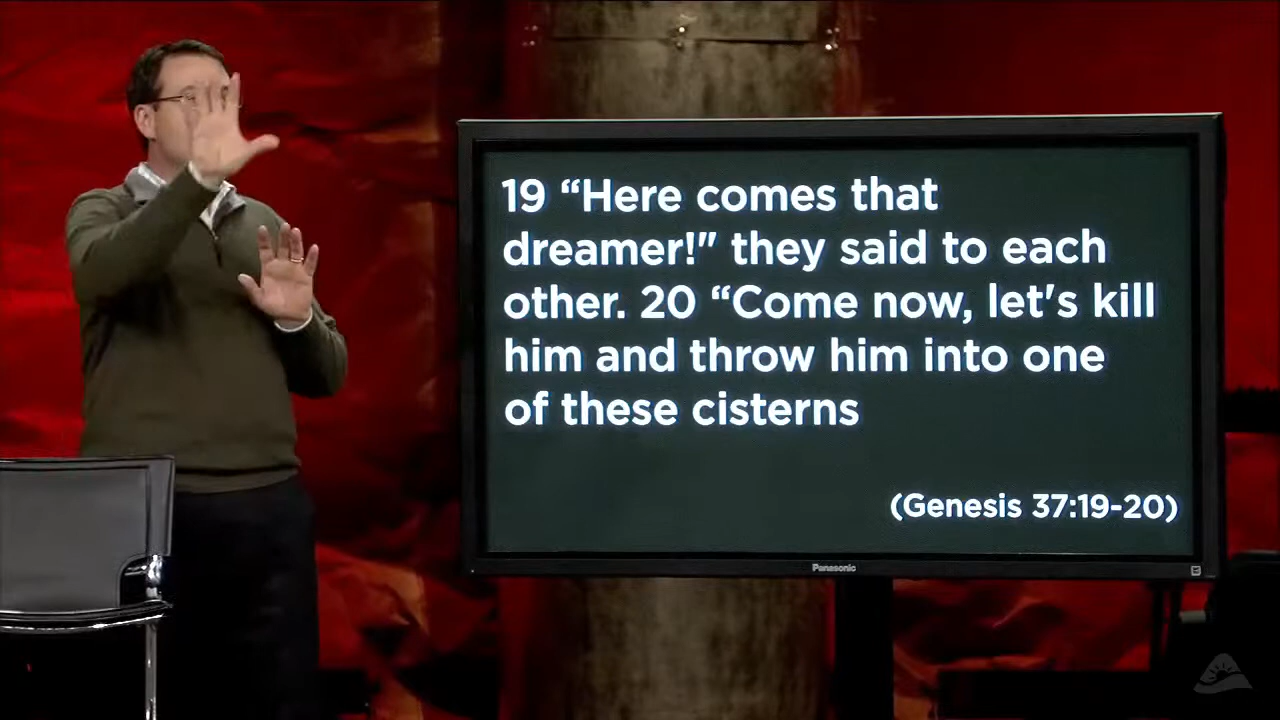 19 “Here comes that
dreamer!" they said to each
other. 20 “Come now, let's kill
him and throw him into one
of these cisterns
(Genesis 37:19-20)
Panasonic